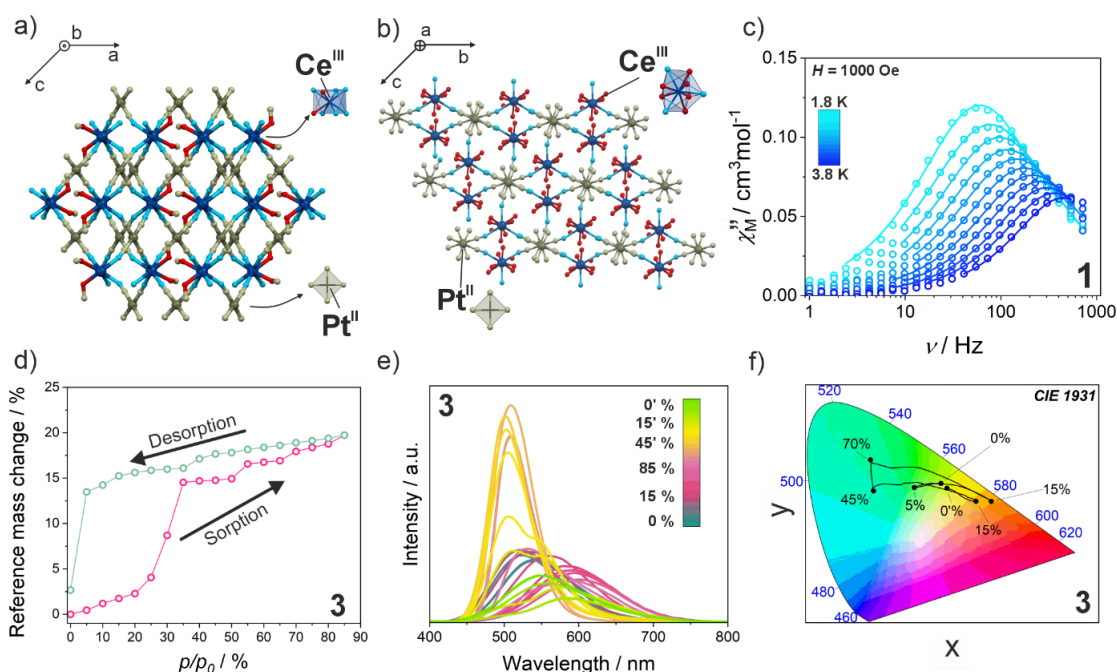 a)
b
a
c
Ce^III
Pt^II
b)
a
b
c
Ce^III
Pt^II
c)
H = 1000 Oe
1.8 K
3.8 K
0.15
0.10
0.05
0.00
χ_M'' / cm³mol⁻¹
1
10
100
1000
ν / Hz
1
d)
25
20
15
10
5
0
Reference mass change / %
Desorption
Sorption
0 10 20 30 40 50 60 70 80 90
p/p₀ / %
3
e)
3
0' %
15' %
45' %
85 %
15 %
0 %
Intensity / a.u.
400 500 600 700 800
Wavelength / nm
f)
CIE 1931
520
540
560
0%
70%
580
15%
500
45%
5%
0'%
15%
600
620
480
460
y
x
3